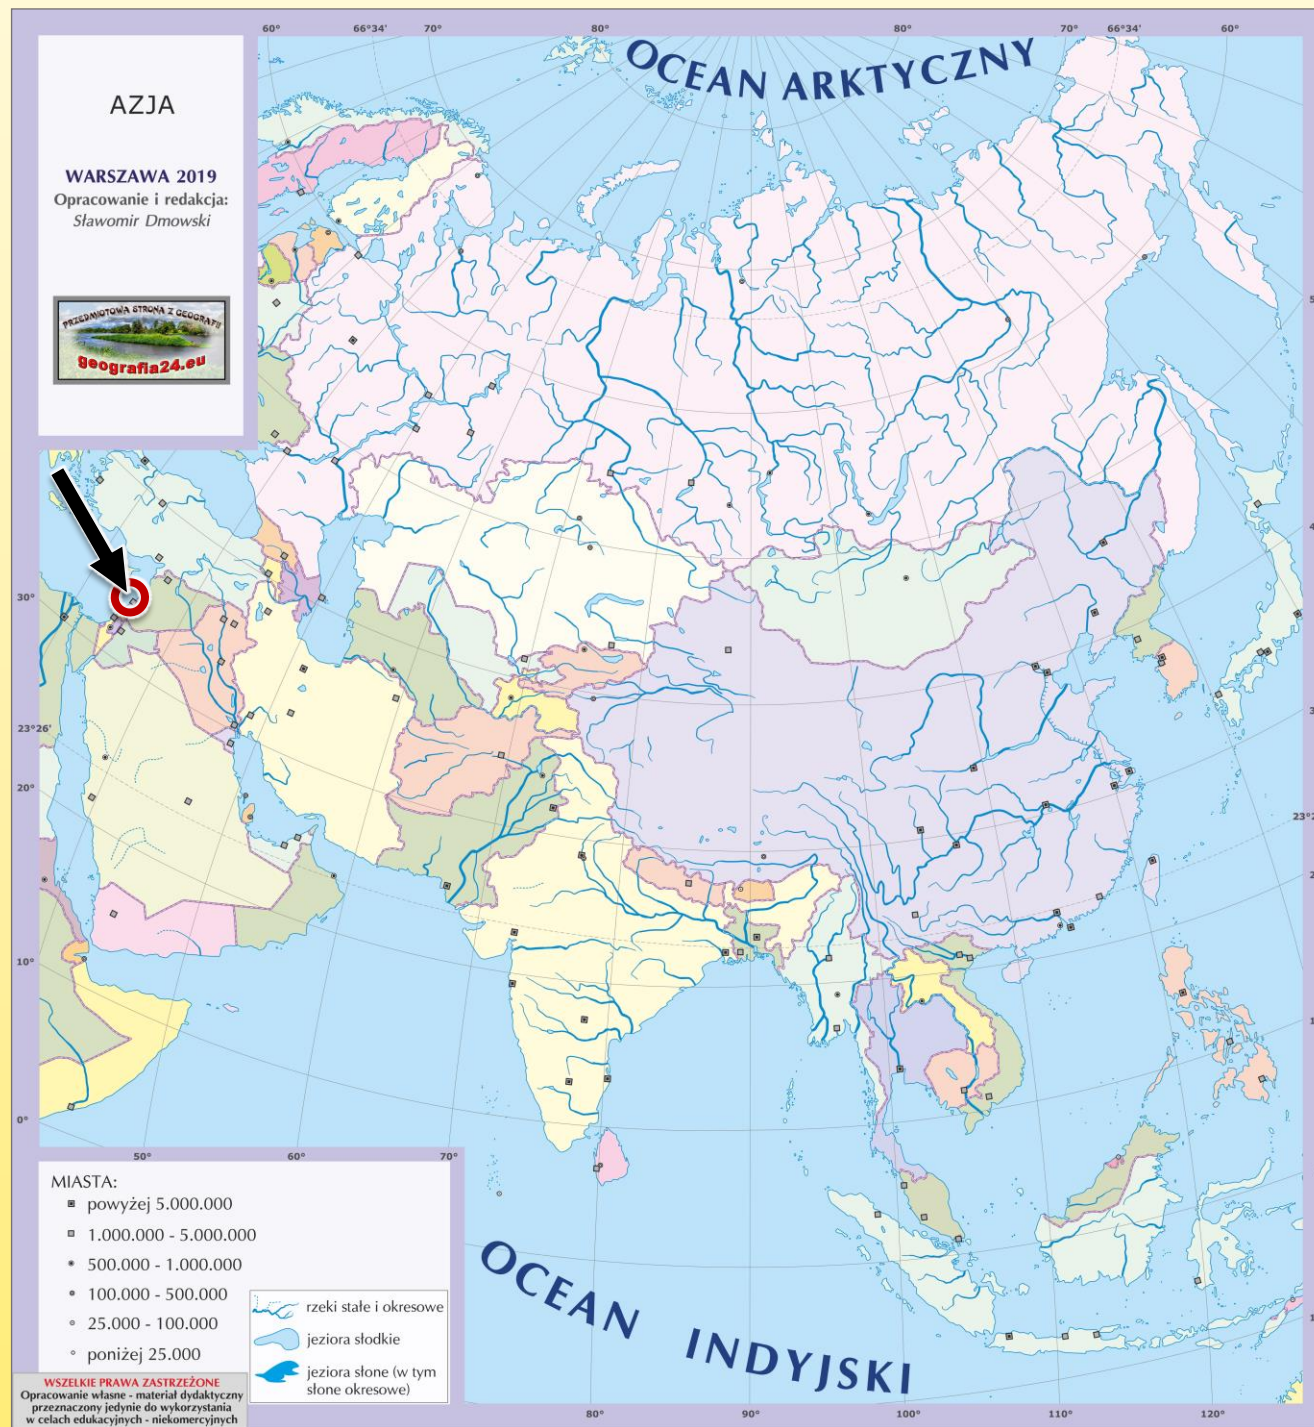 60°
66°34'
70°
80°
80°
70°
66°34'
60°
OCEAN ARKTYCZNY
AZJA
WARSZAWA 2019
Opracowanie i redakcja:
Sławomir Dmowski
PRZEDMIOTOWA STRONA Z GEOGRAFII
geografia24.eu
30°
23°26'
20°
10°
0°
50°
60°
70°
MIASTA:
powyżej 5.000.000
1.000.000 - 5.000.000
500.000 - 1.000.000
100.000 - 500.000
25.000 - 100.000
poniżej 25.000
rzeki stałe i okresowe
jeziora słodkie
jeziora słone (w tym
słone okresowe)
OCEAN INDYJSKI
WSZELKIE PRAWA ZASTRZEŻONE
Opracowanie własne - materiał dydaktyczny
przeznaczony jedynie do wykorzystania
w celach edukacyjnych - niekomercyjnych
80°
90°
100°
110°
120°